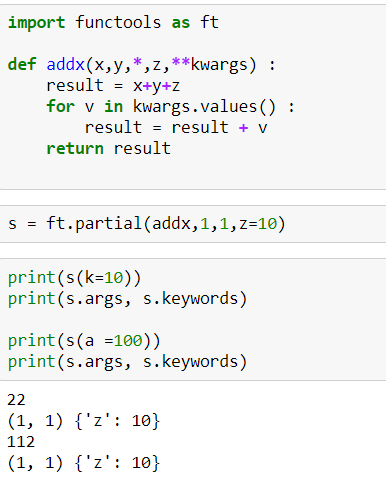 import functools as ft
def addx(x,y,*,z,**kwargs) :
    result = x+y+z
    for v in kwargs.values() :
        result = result + v
    return result
s = ft.partial(addx,1,1,z=10)
print(s(k=10))
print(s.args, s.keywords)
print(s(a =100))
print(s.args, s.keywords)
22
(1, 1) {'z': 10}
112
(1, 1) {'z': 10}